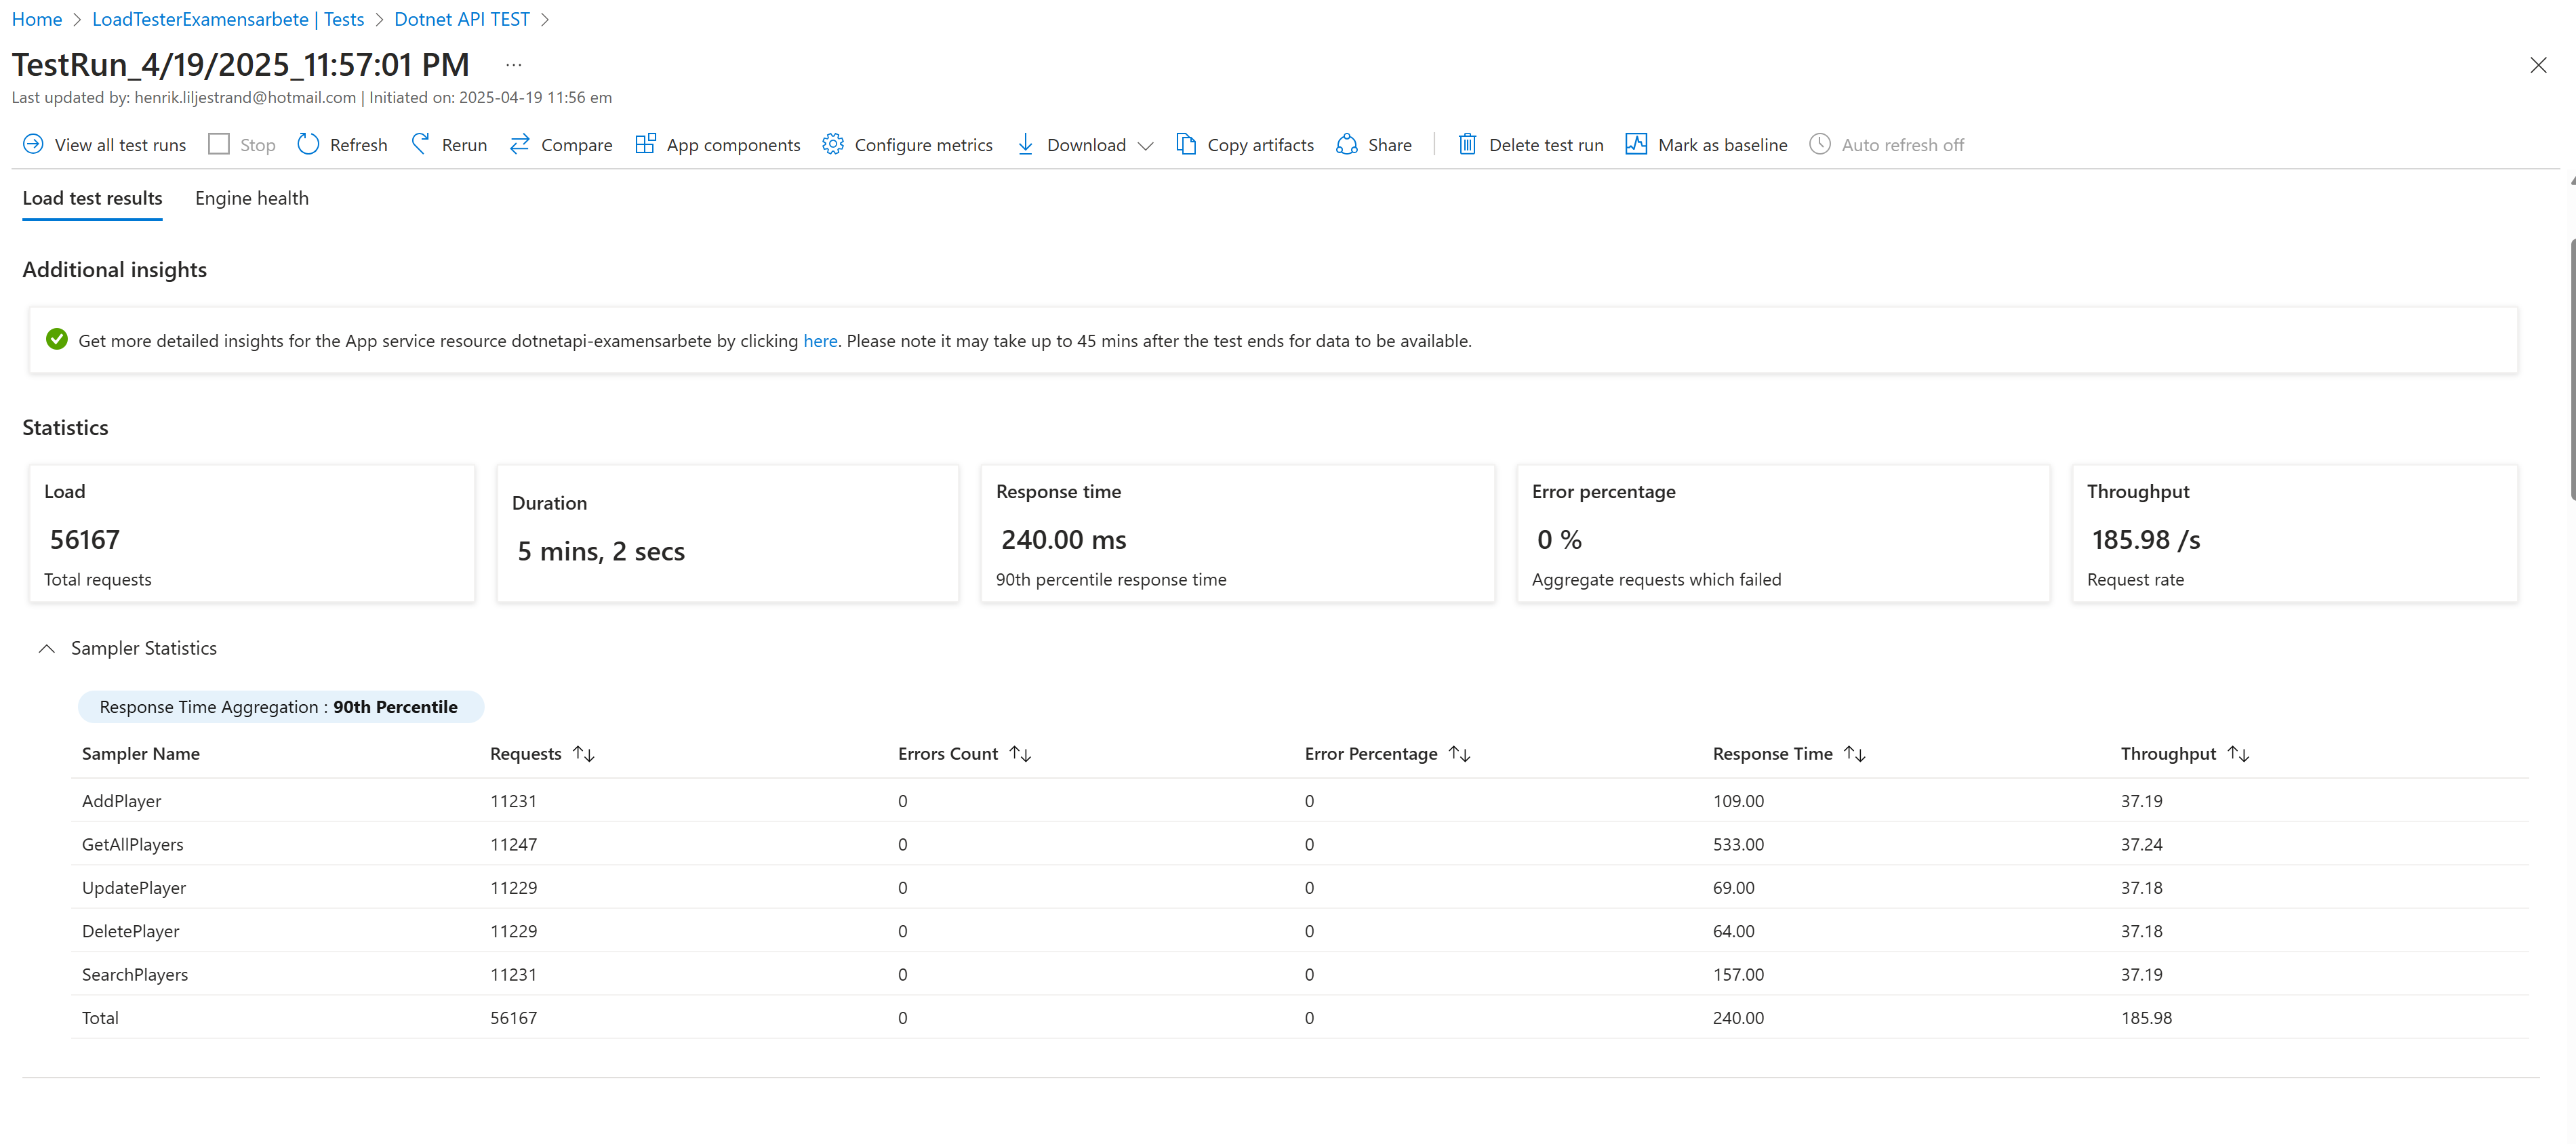 Home > LoadTesterExamensarbete | Tests > Dotnet API TEST >
TestRun_4/19/2025_11:57:01 PM ...
Last updated by: henrik.liljestrand@hotmail.com | Initiated on: 2025-04-19 11:56 em
View all test runs Stop Refresh Rerun Compare App components Configure metrics Download Copy artifacts Share Delete test run Mark as baseline Auto refresh off
Load test results Engine health
Additional insights
Get more detailed insights for the App service resource dotnetapi-examensarbete by clicking here. Please note it may take up to 45 mins after the test ends for data to be available.
Statistics
Load
56167
Total requests
Duration
5 mins, 2 secs
Response time
240.00 ms
90th percentile response time
Error percentage
0 %
Aggregate requests which failed
Throughput
185.98 /s
Request rate
Sampler Statistics
Response Time Aggregation : 90th Percentile
Sampler Name Requests Errors Count Error Percentage Response Time Throughput
AddPlayer 11231 0 0 109.00 37.19
GetAllPlayers 11247 0 0 533.00 37.24
UpdatePlayer 11229 0 0 69.00 37.18
DeletePlayer 11229 0 0 64.00 37.18
SearchPlayers 11231 0 0 157.00 37.19
Total 56167 0 0 240.00 185.98